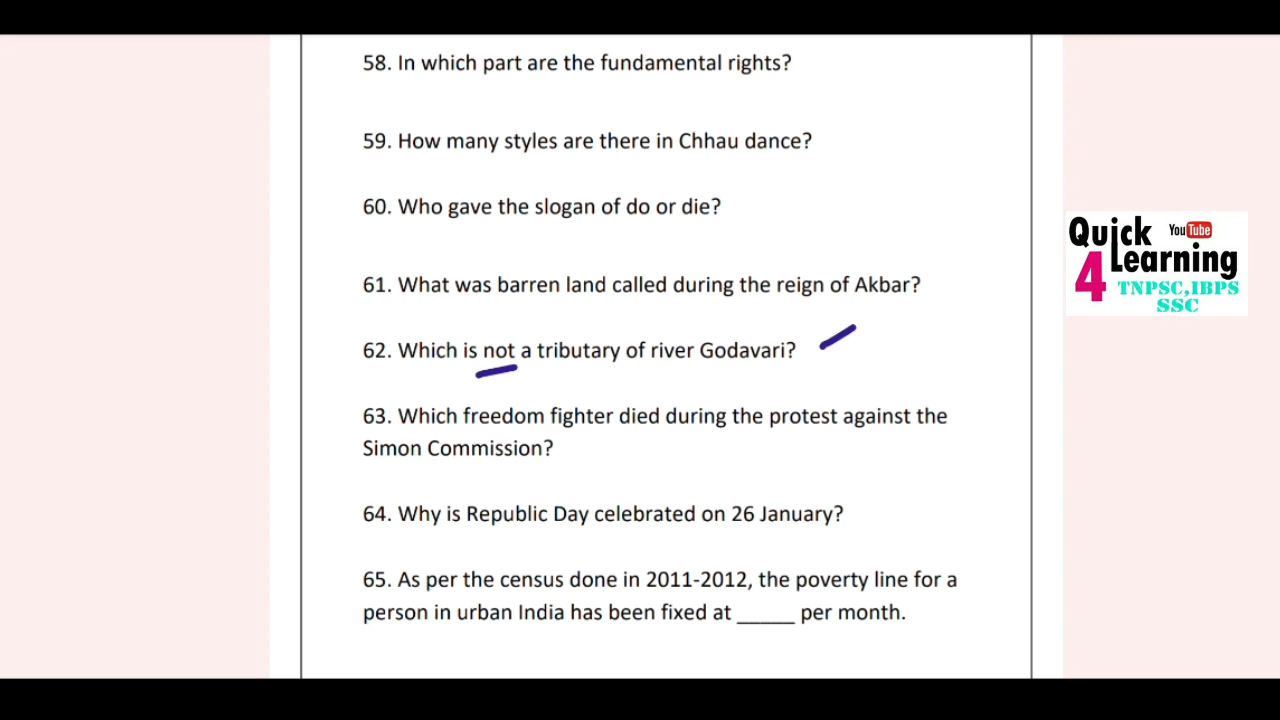 58. In which part are the fundamental rights?
59. How many styles are there in Chhau dance?
60. Who gave the slogan of do or die?
Quick YouTube
4 Learning
TNPSC,IBPS
SSC
61. What was barren land called during the reign of Akbar?
62. Which is not a tributary of river Godavari?
63. Which freedom fighter died during the protest against the
Simon Commission?
64. Why is Republic Day celebrated on 26 January?
65. As per the census done in 2011-2012, the poverty line for a
person in urban India has been fixed at _____ per month.